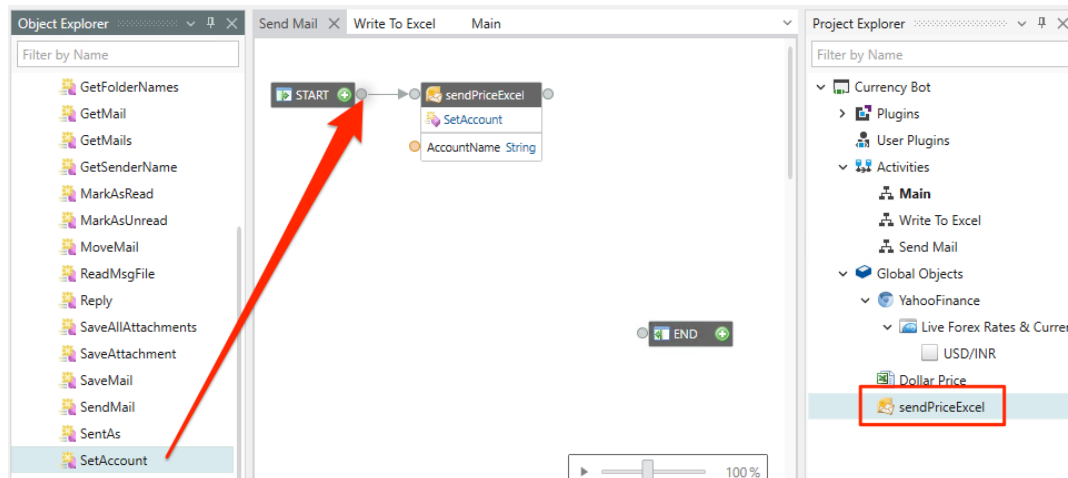 Object Explorer
Filter by Name
GetFolderNames
GetMail
GetMails
GetSenderName
MarkAsRead
MarkAsUnread
MoveMail
ReadMsgFile
Reply
SaveAllAttachments
SaveAttachment
SaveMail
SendMail
SentAs
SetAccount
Send Mail Write To Excel Main
START
sendPriceExcel
SetAccount
AccountName String
END
100%
Project Explorer
Filter by Name
Currency Bot
Plugins
User Plugins
Activities
Main
Write To Excel
Send Mail
Global Objects
YahooFinance
Live Forex Rates & Curre
USD/INR
Dollar Price
sendPriceExcel